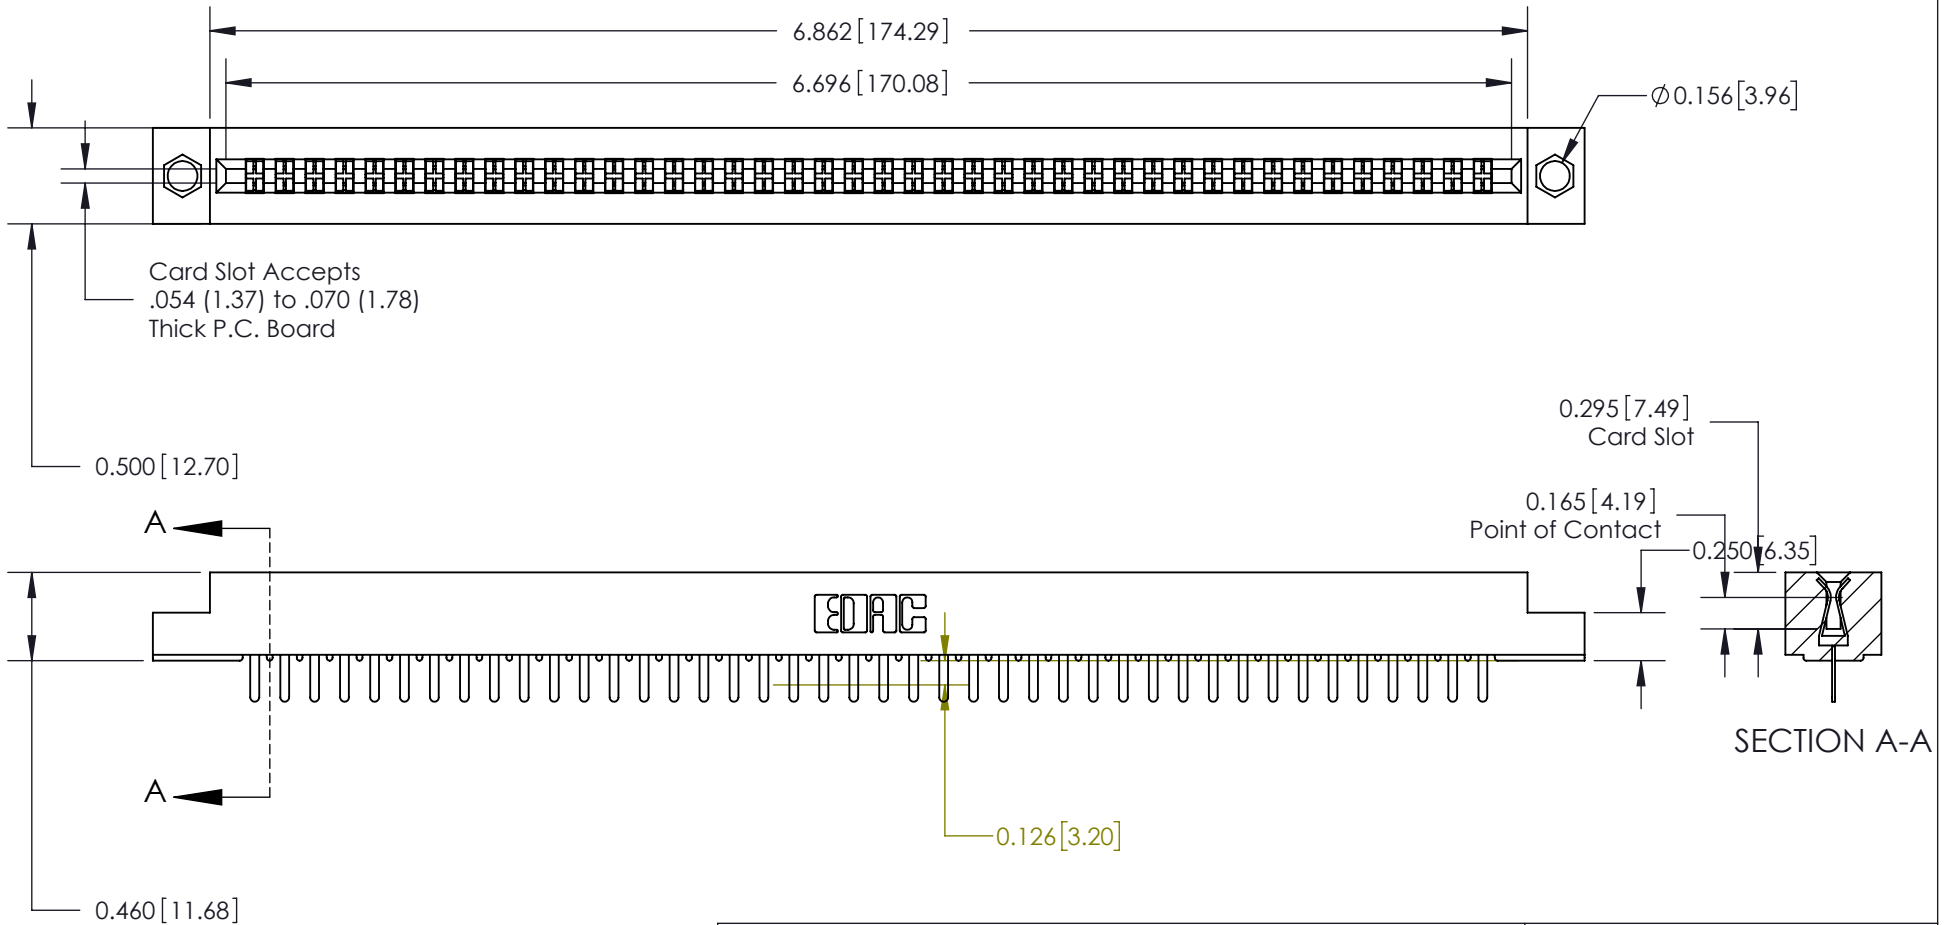 6.862[174.29]
6.696[170.08]
Ø0.156[3.96]
Card Slot Accepts
.054 (1.37) to .070 (1.78)
Thick P.C. Board
0.295[7.49]
Card Slot
0.500[12.70]
0.165[4.19]
Point of Contact
A
0.250[6.35]
EDAC
SECTION A-A
A
0.126[3.20]
0.460[11.68]